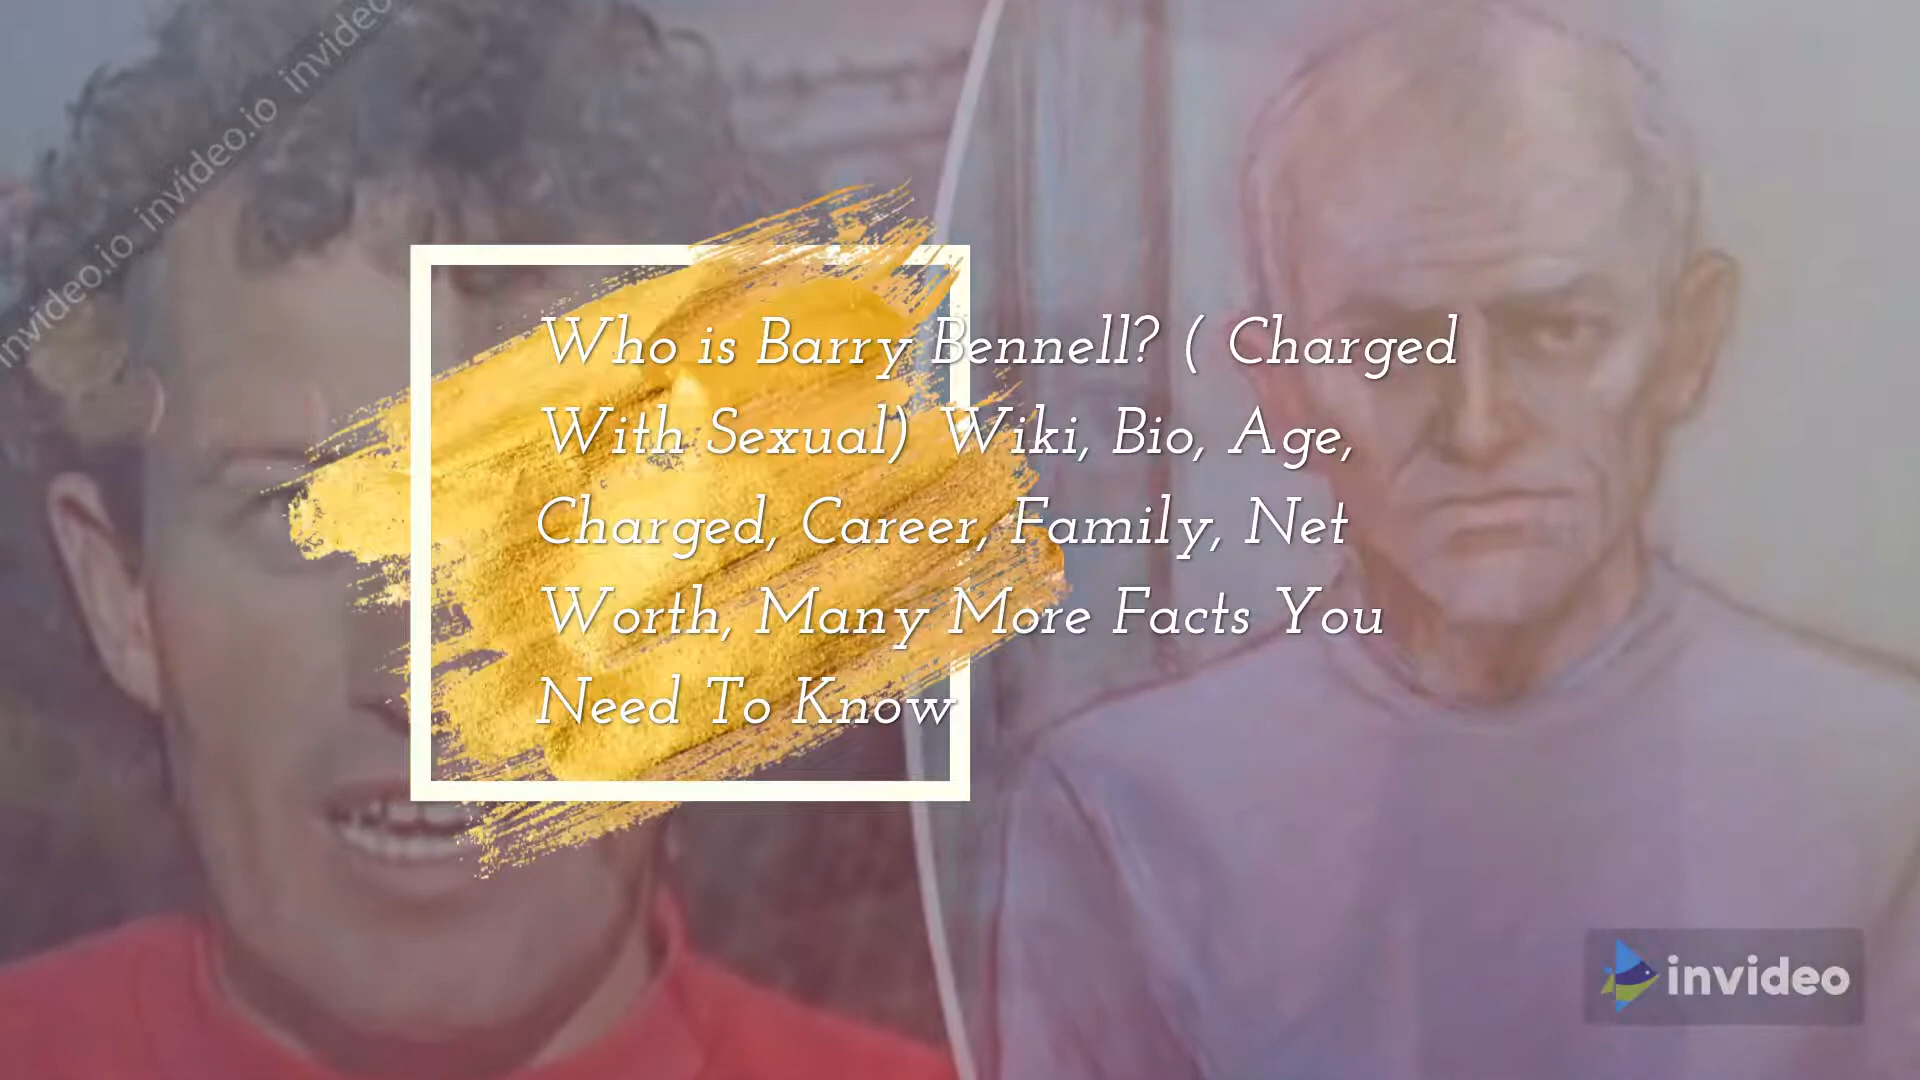 invideo.io invideo.io invideo
Who is Barry Bennell? ( Charged
With Sexual) Wiki, Bio, Age,
Charged, Career, Family, Net
Worth, Many More Facts You
Need To Know
invideo